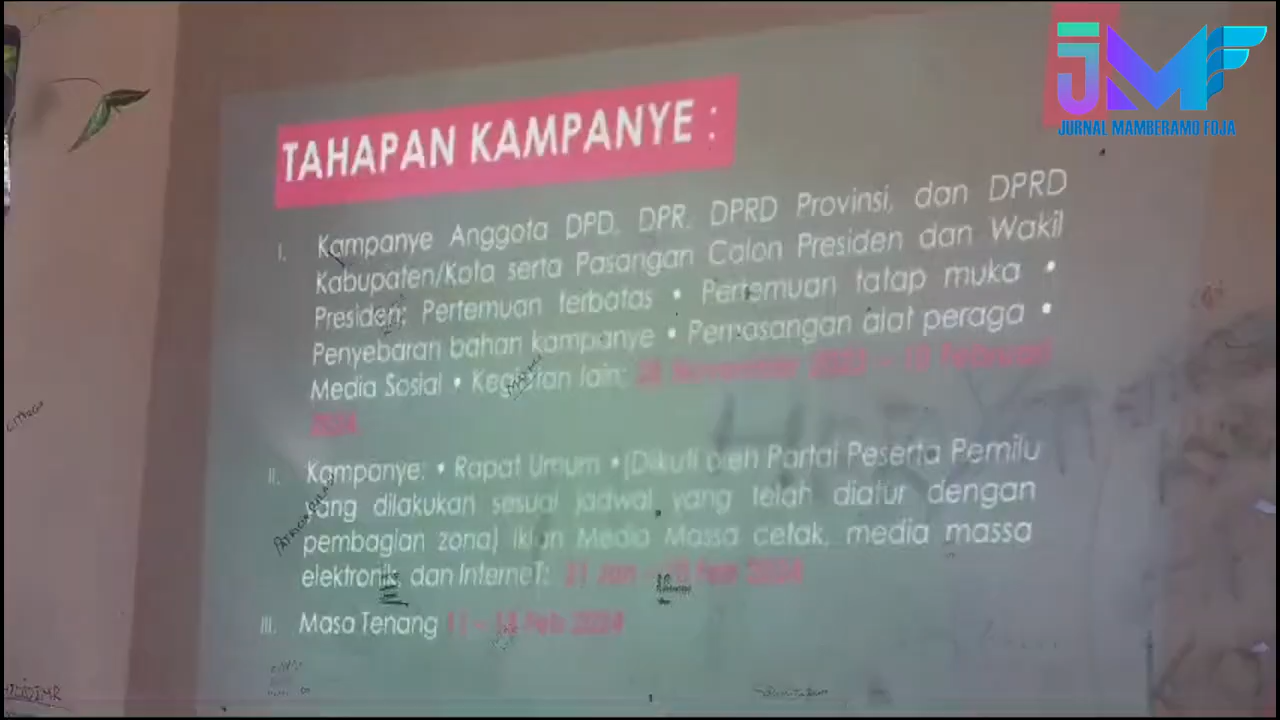 JMF
JURNAL MAMBERAMO FOJA
TAHAPAN KAMPANYE :
I. Kampanye Anggota DPD, DPR, DPRD Provinsi, dan DPRD
Kabupaten/Kota serta Pasangan Calon Presiden dan Wakil
Presiden: Pertemuan terbatas • Pertemuan tatap muka •
Penyebaran bahan kampanye • Pemasangan alat peraga •
Media Sosial • Kegiatan lain: 28 November 2023 – 10 Februari
2024
II. Kampanye: • Rapat Umum • (Diikuti oleh Partai Peserta Pemilu
yang dilakukan sesuai jadwal yang telah diatur dengan
pembagian zona) Iklan Media Massa cetak, media massa
elektronik, dan InterneT: 21 Jan – 10 Feb 2024
III. Masa Tenang 11 – 13 Feb 2024